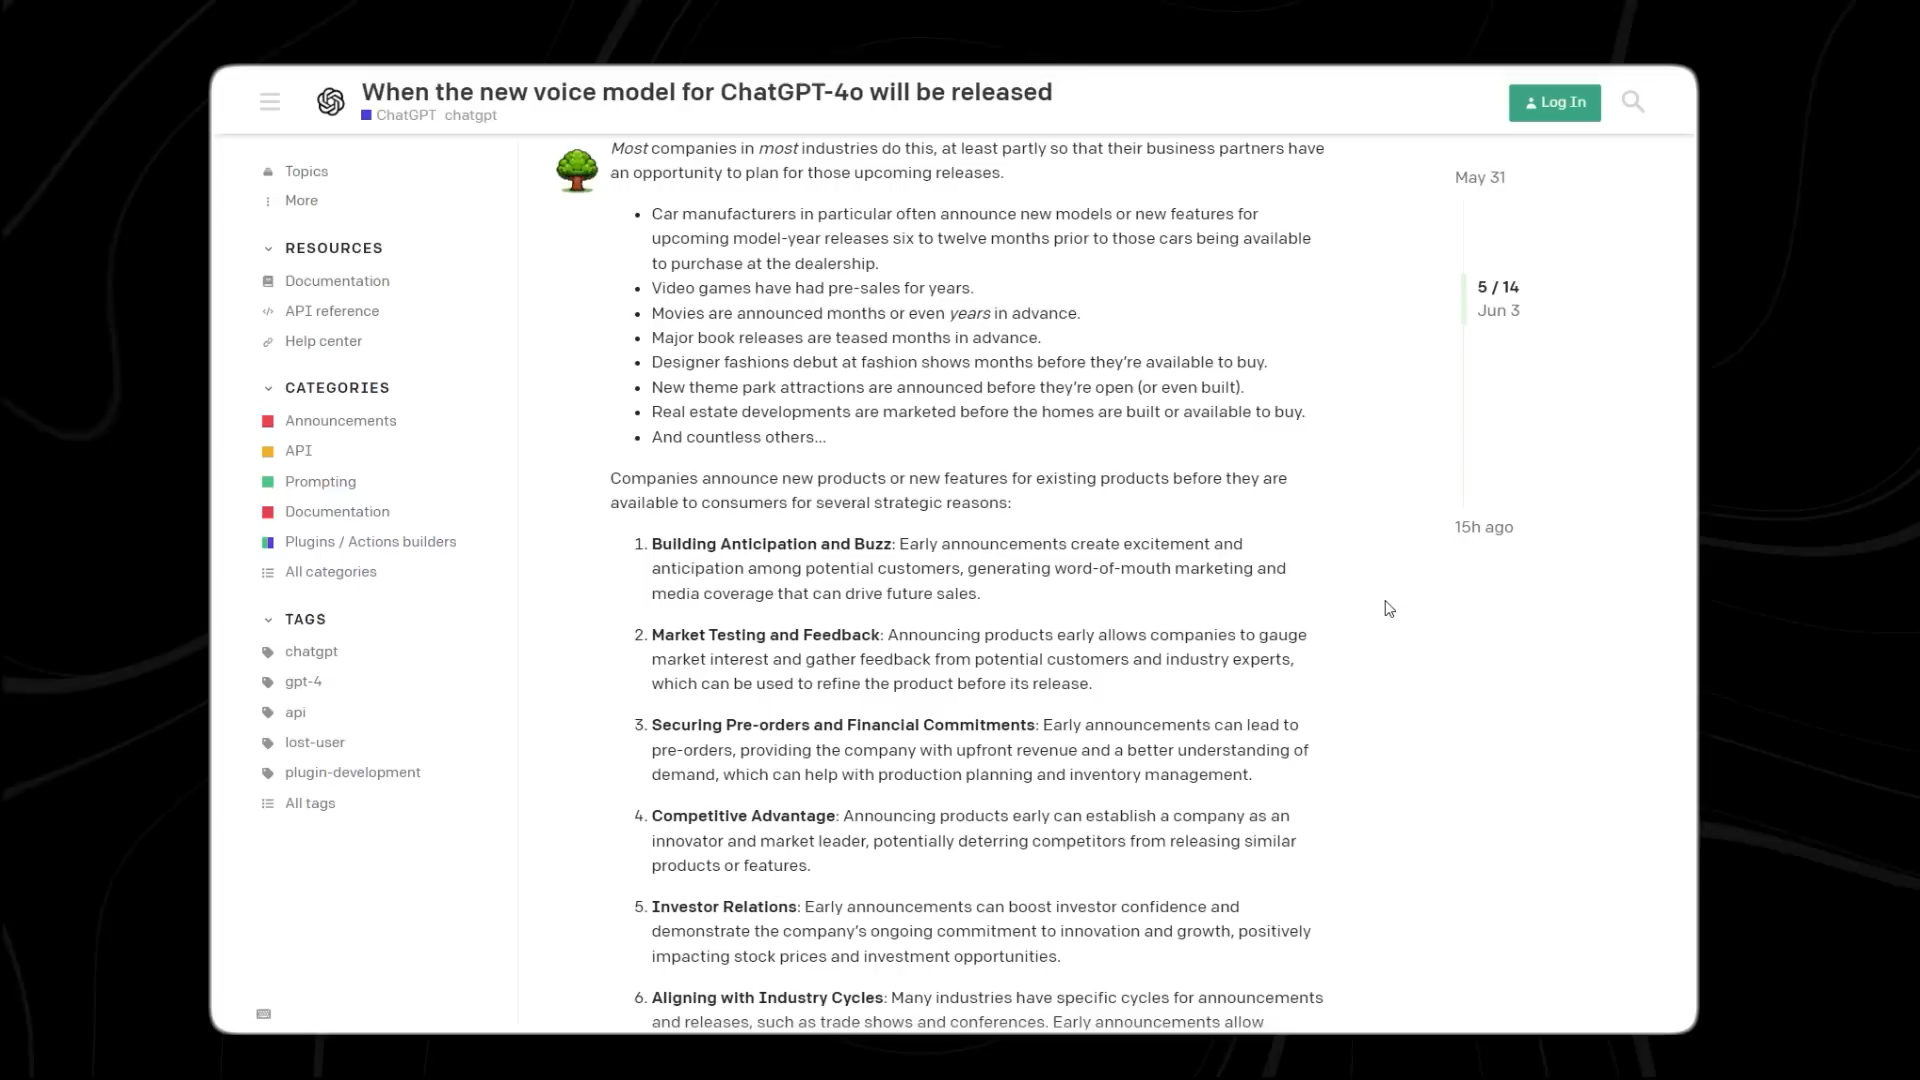 When the new voice model for ChatGPT-4o will be released
ChatGPT chatgpt
Log In
Topics
More
RESOURCES
Documentation
API reference
Help center
CATEGORIES
Announcements
API
Prompting
Documentation
Plugins / Actions builders
All categories
TAGS
chatgpt
gpt-4
api
lost-user
plugin-development
All tags
Most companies in most industries do this, at least partly so that their business partners have
an opportunity to plan for those upcoming releases.
• Car manufacturers in particular often announce new models or new features for
upcoming model-year releases six to twelve months prior to those cars being available
to purchase at the dealership.
• Video games have had pre-sales for years.
• Movies are announced months or even years in advance.
• Major book releases are teased months in advance.
• Designer fashions debut at fashion shows months before they’re available to buy.
• New theme park attractions are announced before they’re open (or even built).
• Real estate developments are marketed before the homes are built or available to buy.
• And countless others…
Companies announce new products or new features for existing products before they are
available to consumers for several strategic reasons:
1. Building Anticipation and Buzz: Early announcements create excitement and
anticipation among potential customers, generating word-of-mouth marketing and
media coverage that can drive future sales.
2. Market Testing and Feedback: Announcing products early allows companies to gauge
market interest and gather feedback from potential customers and industry experts,
which can be used to refine the product before its release.
3. Securing Pre-orders and Financial Commitments: Early announcements can lead to
pre-orders, providing the company with upfront revenue and a better understanding of
demand, which can help with production planning and inventory management.
4. Competitive Advantage: Announcing products early can establish a company as an
innovator and market leader, potentially deterring competitors from releasing similar
products or features.
5. Investor Relations: Early announcements can boost investor confidence and
demonstrate the company’s ongoing commitment to innovation and growth, positively
impacting stock prices and investment opportunities.
6. Aligning with Industry Cycles: Many industries have specific cycles for announcements
and releases, such as trade shows and conferences. Early announcements allow
May 31
5 / 14
Jun 3
15h ago